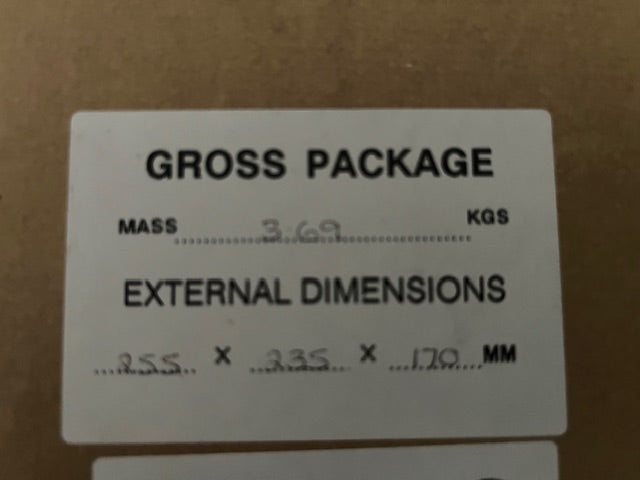 GROSS PACKAGE
MASS 3.69 KGS
EXTERNAL DIMENSIONS
255 X 235 X 170 MM